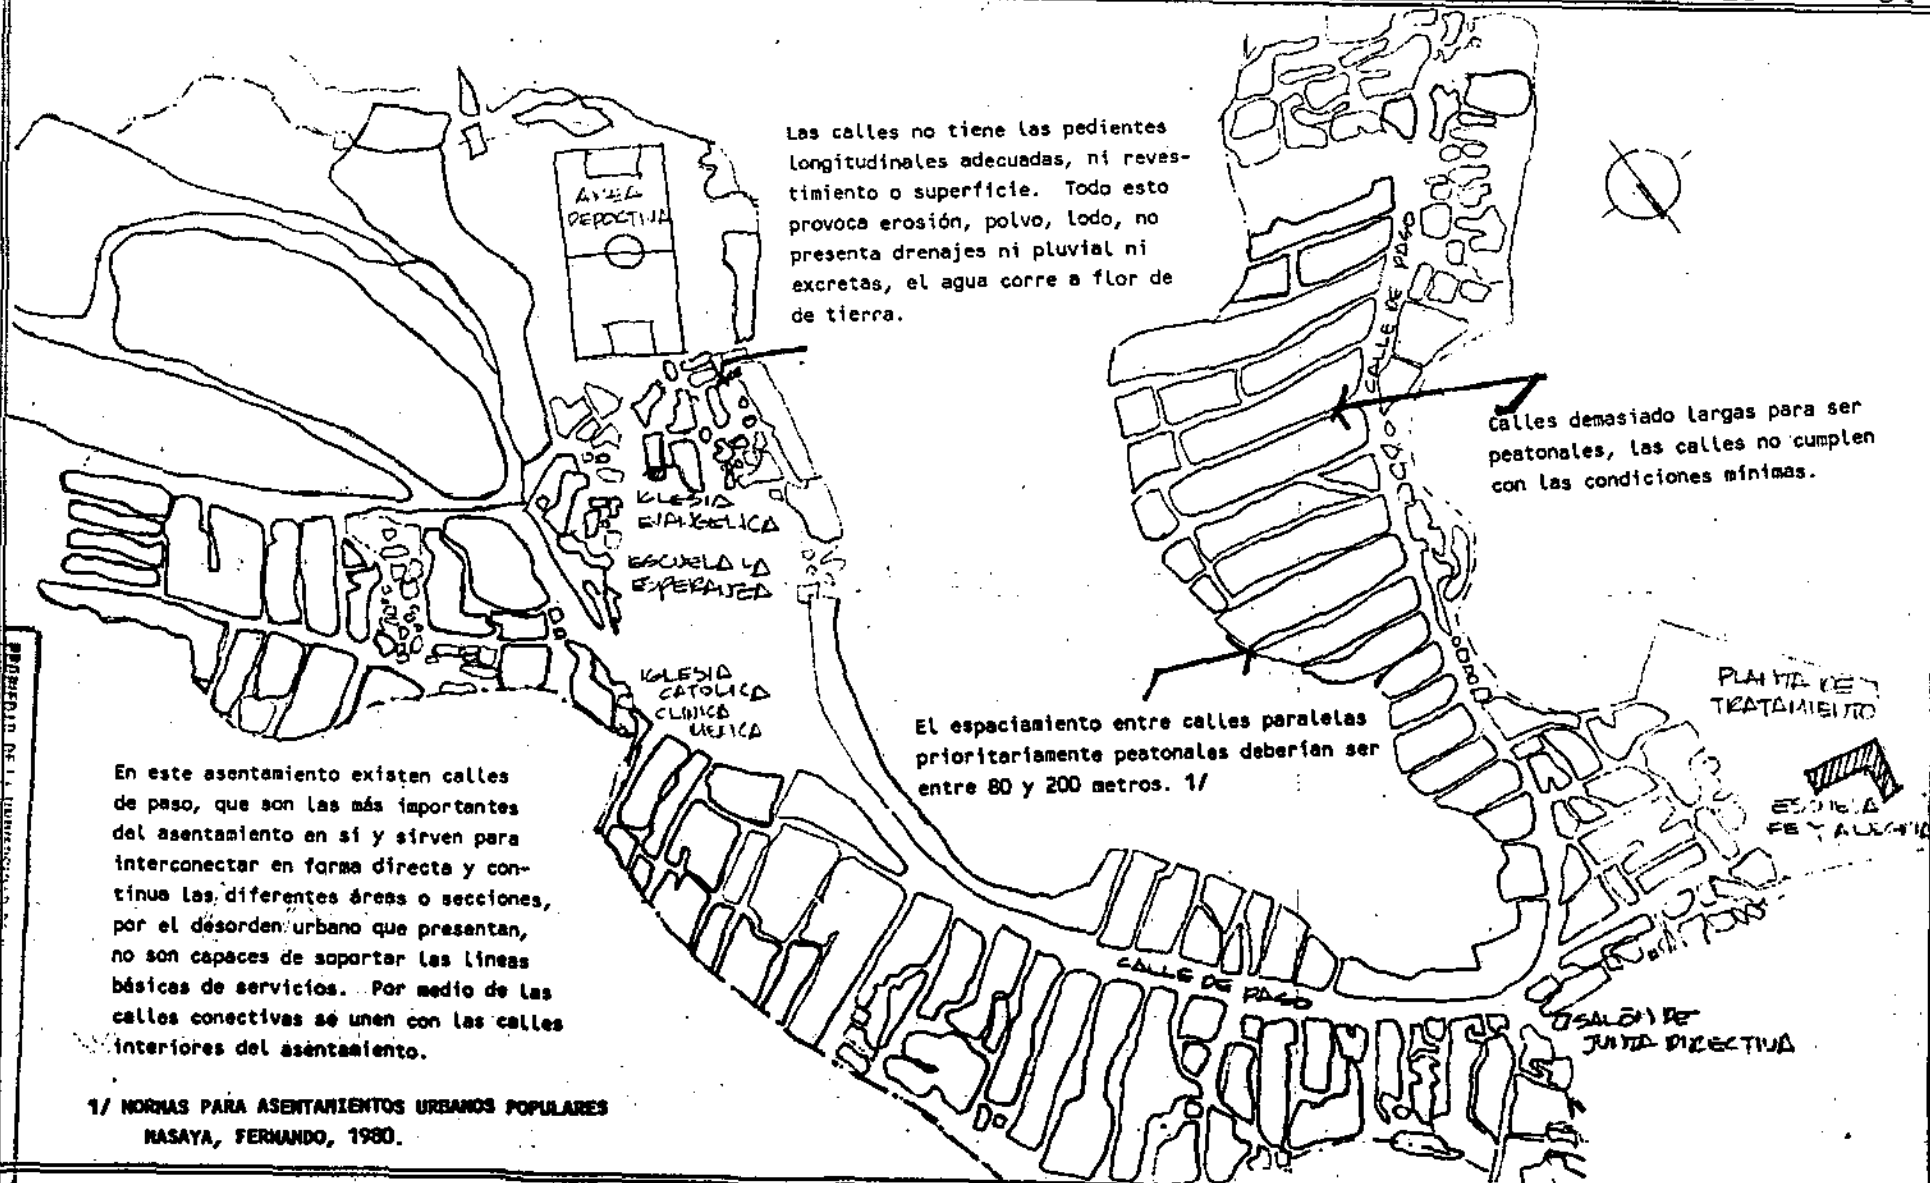 Las calles no tiene las pedientes
longitudinales adecuadas, ni reves-
timiento o superficie. Todo esto
provoca erosión, polvo, lodo, no
presenta drenajes ni pluvial ni
excretas, el agua corre a flor de
de tierra.
AREA
DEPORTIVA
CALLE DE PASO
Calles demasiado largas para ser
peatonales, las calles no cumplen
con las condiciones mínimas.
IGLESIA
EVANGELICA
ESCUELA LA
ESPERANZA
IGLESIA
CATOLICA
CLINICA
MEDICA
El espaciamiento entre calles paralelas
prioritariamente peatonales deberían ser
entre 80 y 200 metros. 1/
PLANTA DE
TRATAMIENTO
ESCUELA
FE Y ALEGRIA
En este asentamiento existen calles
de paso, que son las más importantes
del asentamiento en sí y sirven para
interconectar en forma directa y con-
tinua las diferentes áreas o secciones,
por el desorden urbano que presentan,
no son capaces de soportar las líneas
básicas de servicios. Por medio de las
calles conectivas se unen con las calles
interiores del asentamiento.
CALLE DE PASO
SALON DE
JUNTA DIRECTIVA
1/ NORMAS PARA ASENTAMIENTOS URBANOS POPULARES
MASAYA, FERNANDO, 1980.